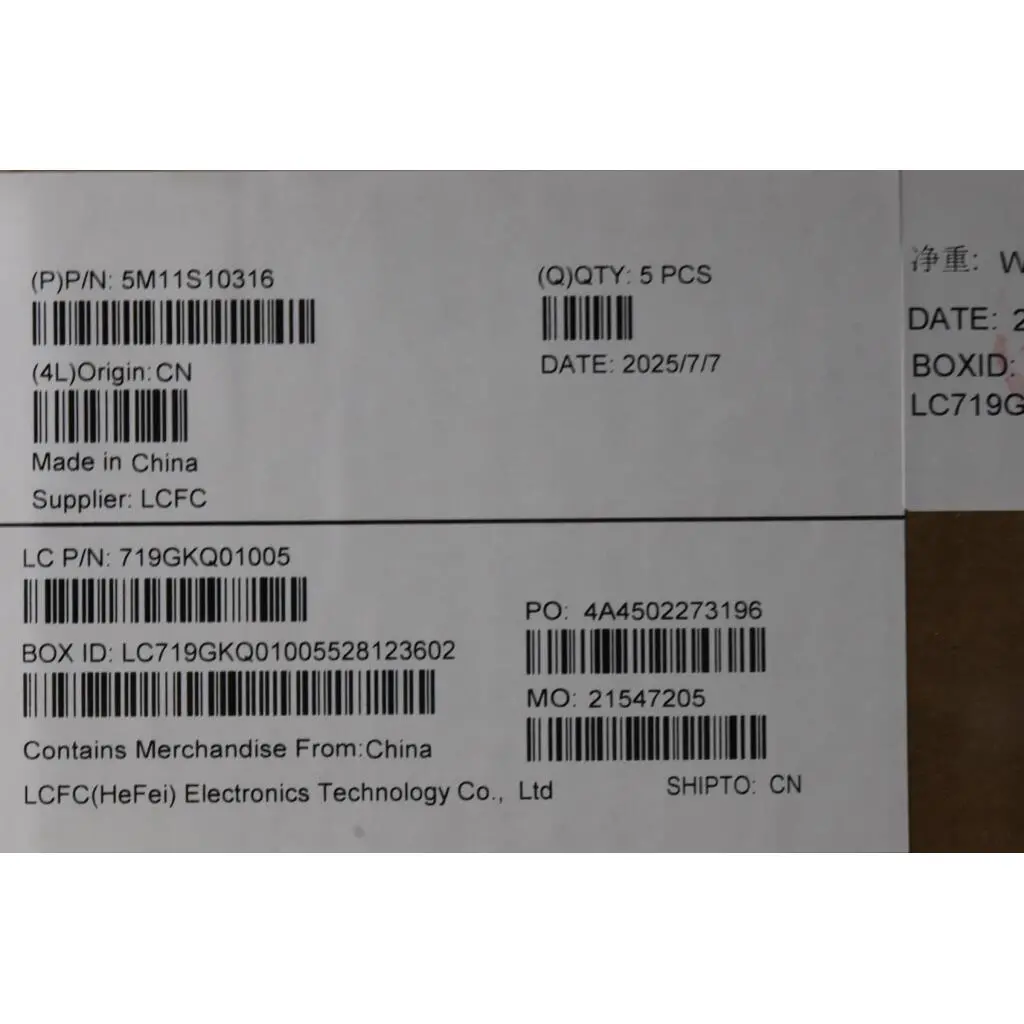 (P)P/N: 5M11S10316
(Q)QTY: 5 PCS
(4L)Origin:CN
DATE: 2025/7/7
Made in China
Supplier: LCFC
LC P/N: 719GKQ01005
BOX ID: LC719GKQ01005528123602
PO: 4A4502273196
MO: 21547205
Contains Merchandise From:China
LCFC(HeFei) Electronics Technology Co., Ltd
SHIPTO: CN
净重:
DATE: 2
BOXID:
LC719G